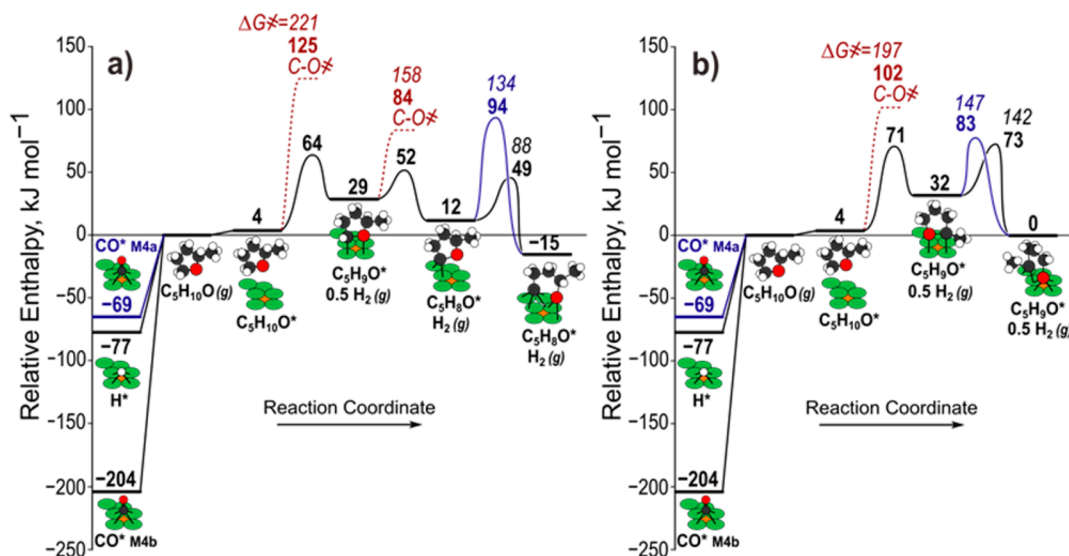 a)
Relative Enthalpy, kJ mol⁻¹
150
100
50
0
−50
−100
−150
−200
−250
ΔG≠=221
125
C-O≠
158
84
C-O≠
134
94
88
49
64
52
4
29
12
−15
CO* M4a
−69
−77
H*
−204
CO* M4b
C₅H₁₀O (g)
C₅H₁₀O*
C₅H₉O*
0.5 H₂ (g)
C₅H₈O*
H₂ (g)
C₅H₈O*
H₂ (g)
Reaction Coordinate
b)
Relative Enthalpy, kJ mol⁻¹
150
100
50
0
−50
−100
−150
−200
−250
ΔG≠=197
102
C-O≠
147
83
142
73
71
4
32
0
CO* M4a
−69
−77
H*
−204
CO* M4b
C₅H₁₀O (g)
C₅H₁₀O*
C₅H₉O*
0.5 H₂ (g)
C₅H₉O*
0.5 H₂ (g)
Reaction Coordinate